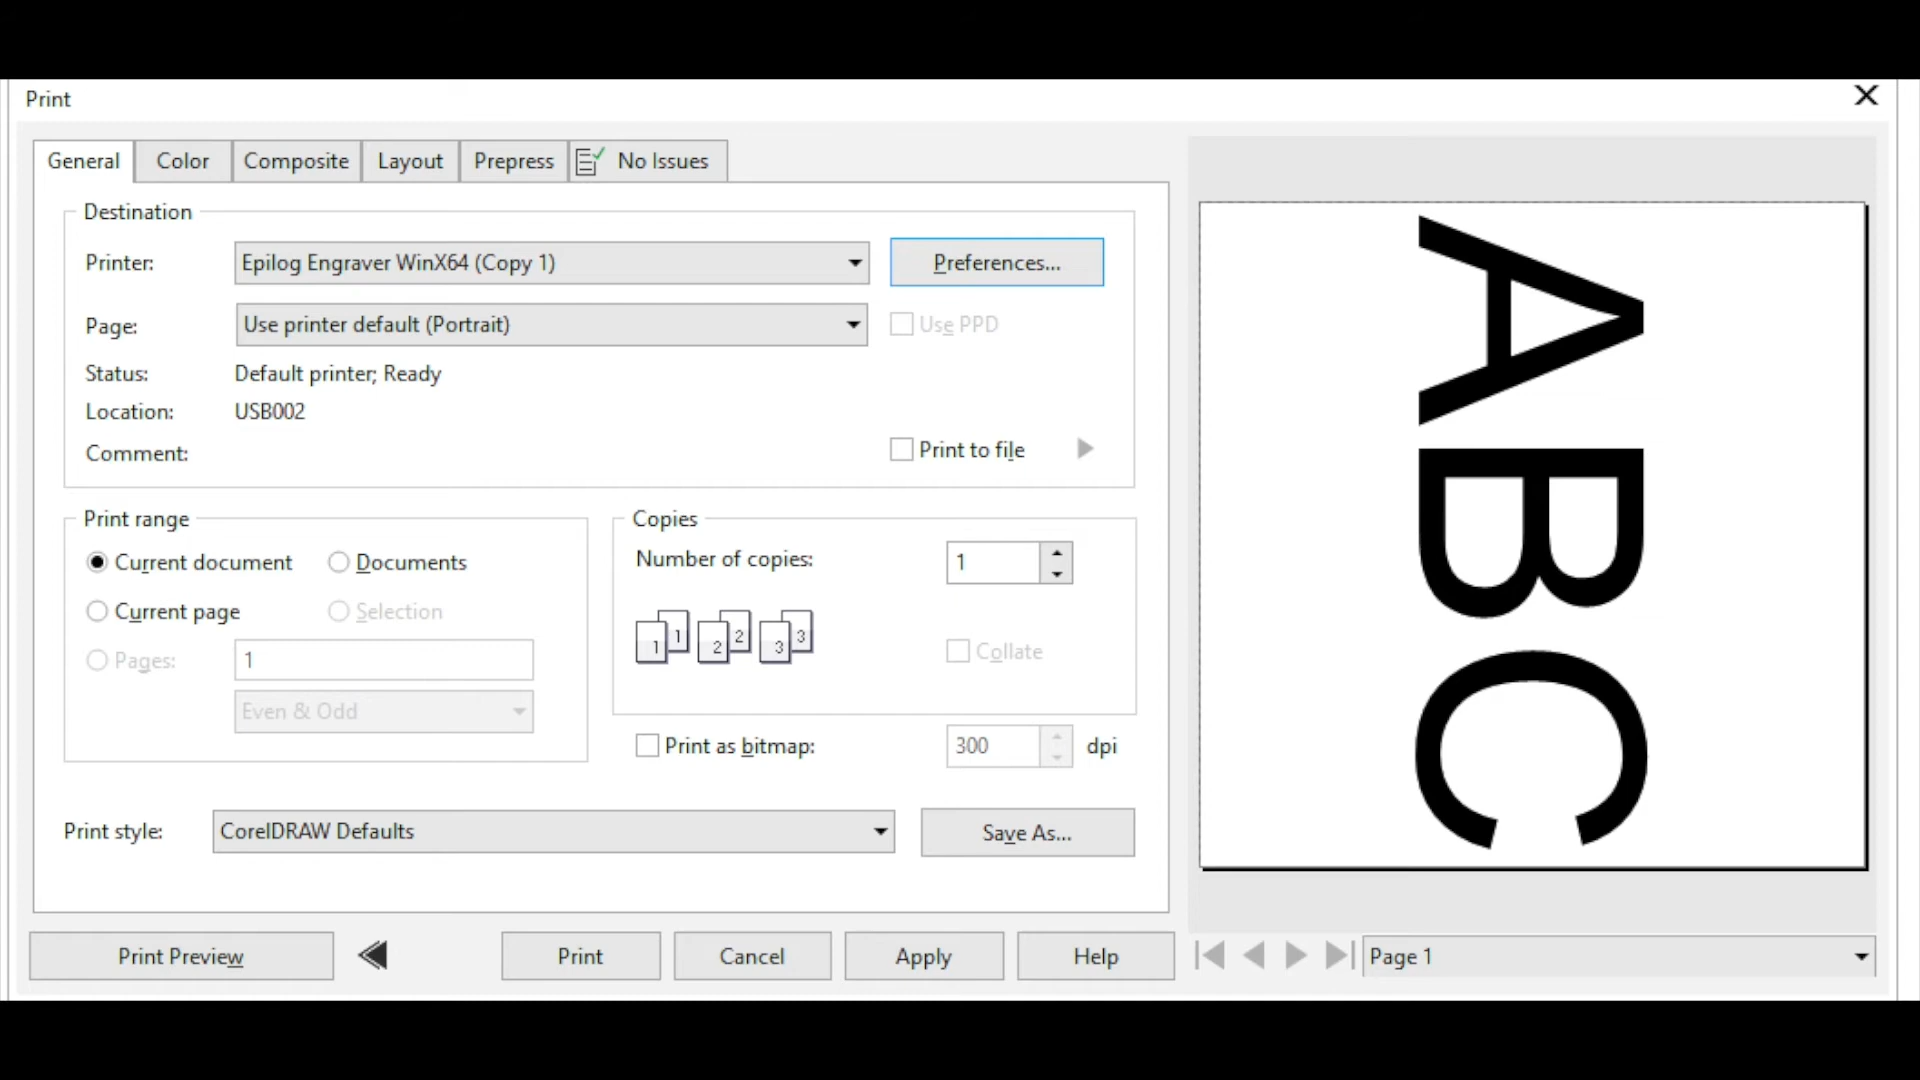 Print
General Color Composite Layout Prepress No Issues
Destination
Printer: Epilog Engraver WinX64 (Copy 1) Preferences...
Page: Use printer default (Portrait) Use PPD
Status: Default printer; Ready
Location: USB002
Comment: Print to file
Print range
Current document Documents
Current page Selection
Pages: 1
Even & Odd
Copies
Number of copies: 1
1 1 2 2 3 3
Collate
Print as bitmap: 300 dpi
Print style: CorelDRAW Defaults Save As...
Print Preview Print Cancel Apply Help
ABC
Page 1